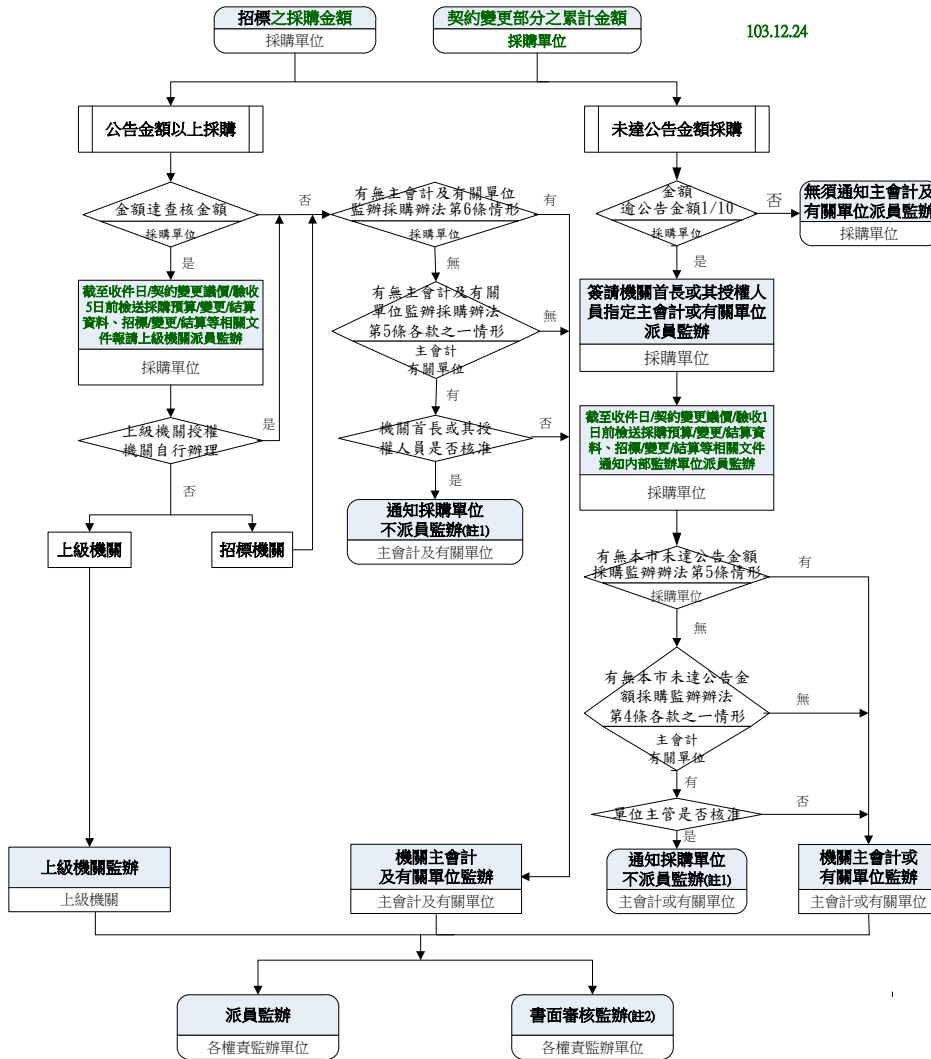 招標之採購金額
採購單位
契約變更部分之累計金額
採購單位
103.12.24
公告金額以上採購
未達公告金額採購
金額達查核金額
採購單位
否
是
有無主會計及有關單位
監辦採購辦法第6條情形
採購單位
有
無
金額
逾公告金額1/10
採購單位
否
是
無須通知主會計及
有關單位派員監辦
採購單位
截至收件日/契約變更議價/驗收
5日前檢送採購預算/變更/結算
資料、招標/變更/結算等相關文
件報請上級機關派員監辦
採購單位
有無主會計及有關
單位監辦採購辦法
第5條各款之一情形
主會計
有關單位
無
有
簽請機關首長或其授權人
員指定主會計或有關單位
派員監辦
採購單位
上級機關授權
機關自行辦理
是
否
機關首長或其授
權人員是否核准
否
是
截至收件日/契約變更議價/驗收1
日前檢送採購預算/變更/結算資
料、招標/變更/結算等相關文件
通知內部監辦單位派員監辦
採購單位
上級機關
招標機關
通知採購單位
不派員監辦(註1)
主會計及有關單位
有無本市未達公告金額
採購監辦辦法第5條情形
採購單位
有
無
有無本市未達公告金
額採購監辦辦法
第4條各款之一情形
主會計
有關單位
無
有
單位主管是否核准
否
是
上級機關監辦
上級機關
機關主會計
及有關單位監辦
主會計及有關單位
通知採購單位
不派員監辦(註1)
主會計或有關單位
機關主會計或
有關單位監辦
主會計或有關單位
派員監辦
各權責監辦單位
書面審核監辦(註2)
各權責監辦單位